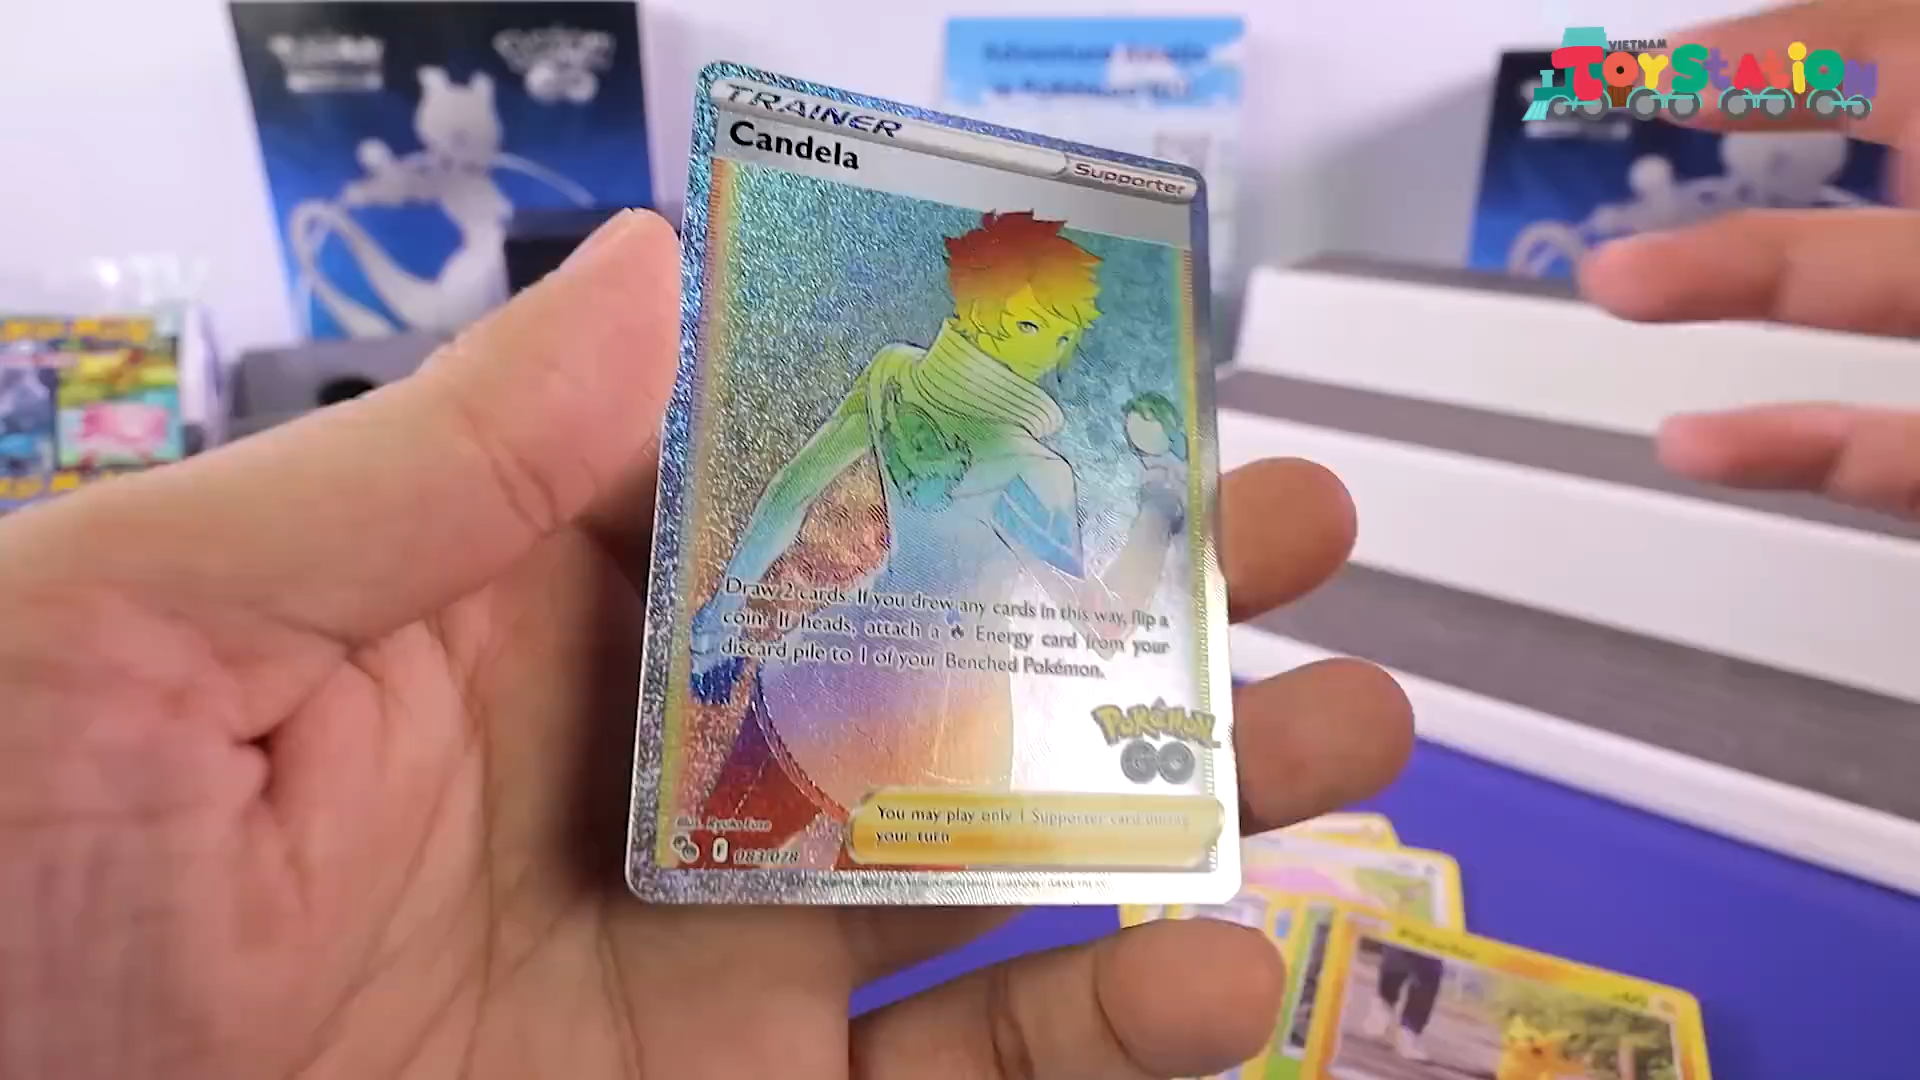 VIETNAM
TOYSTATION
TRAINER
Supporter
Candela
Draw 2 cards. If you drew any cards in this way, flip a
coin. If heads, attach a Energy card from your
discard pile to 1 of your Benched Pokémon.
POKÉMON
GO
You may play only 1 Supporter card during
your turn
083/078